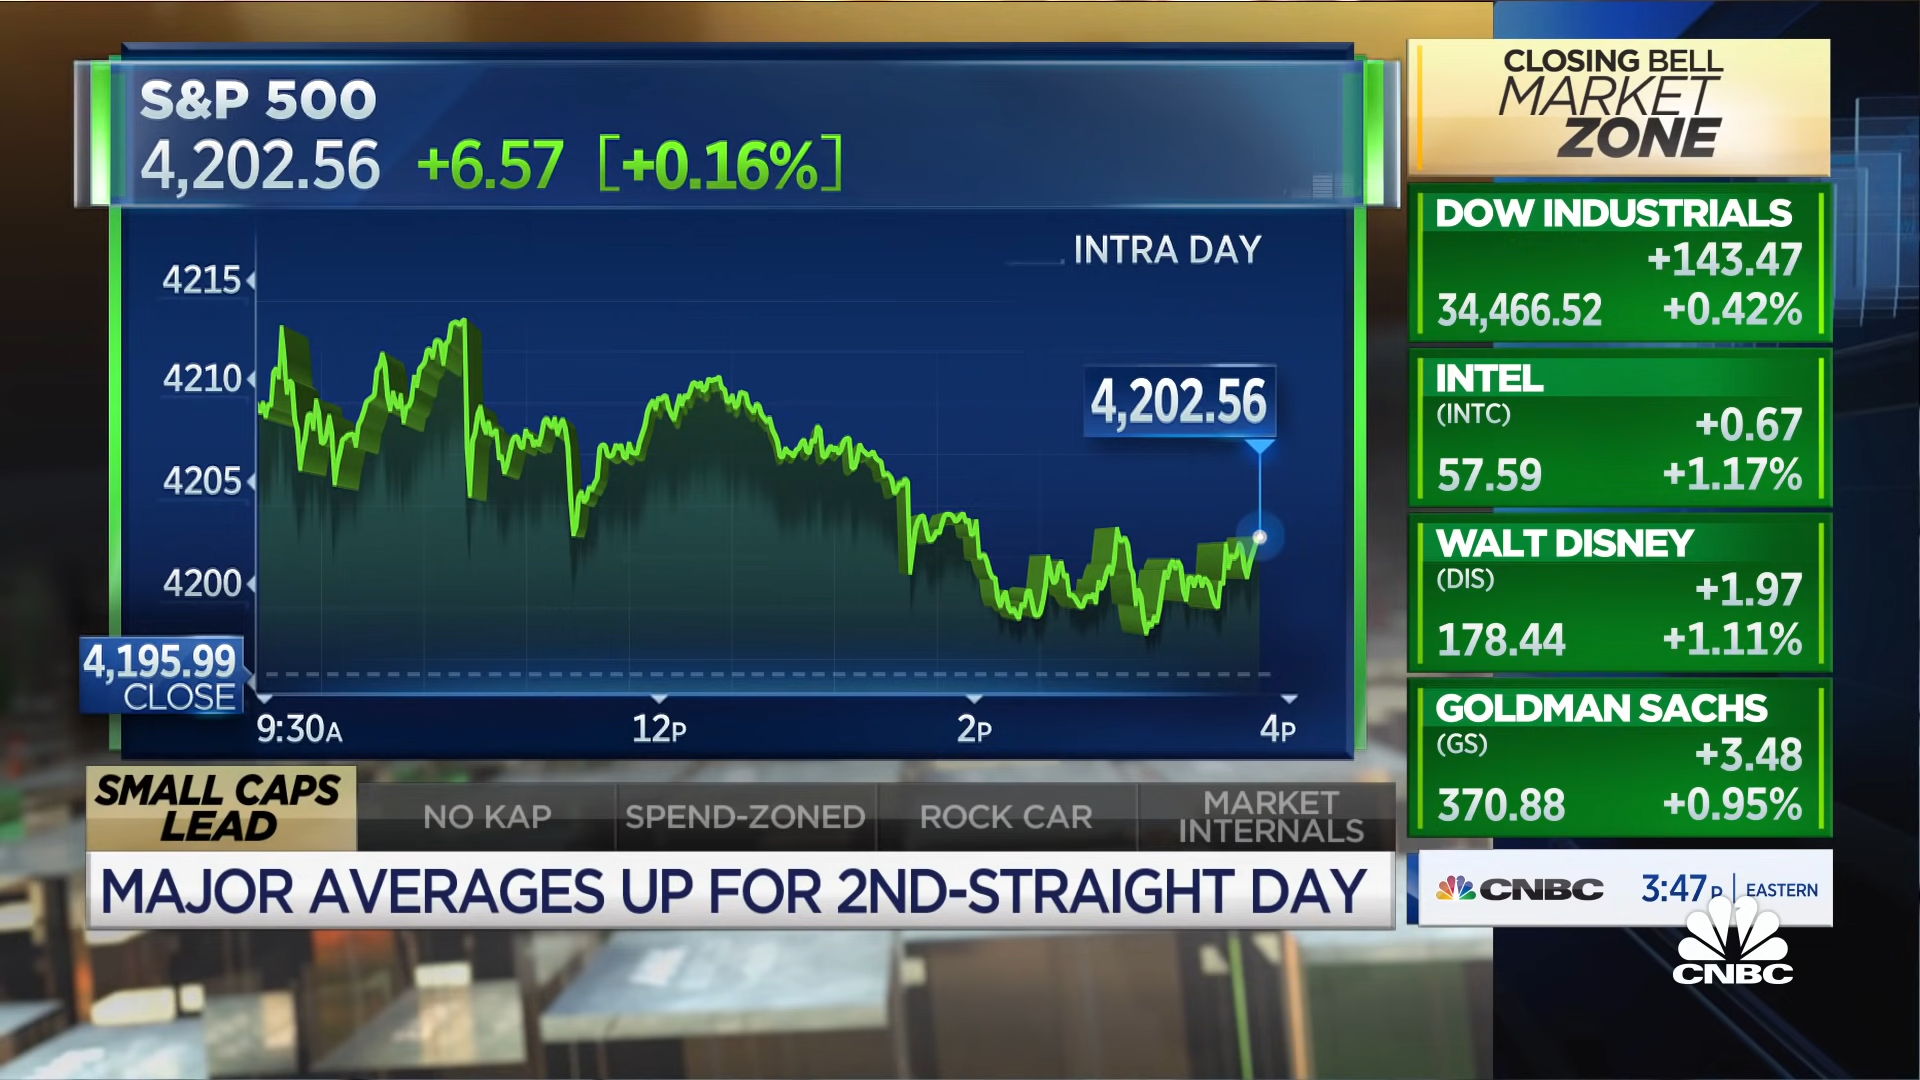 S&P 500
4,202.56 +6.57 [+0.16%]
INTRA DAY
4215
4210
4205
4200
4,202.56
4,195.99
CLOSE
9:30A 12P 2P 4P
SMALL CAPS
LEAD
NO KAP
SPEND-ZONED
ROCK CAR
MARKET
INTERNALS
MAJOR AVERAGES UP FOR 2ND-STRAIGHT DAY
CLOSING BELL
MARKET
ZONE
DOW INDUSTRIALS
+143.47
34,466.52 +0.42%
INTEL
(INTC) +0.67
57.59 +1.17%
WALT DISNEY
(DIS) +1.97
178.44 +1.11%
GOLDMAN SACHS
(GS) +3.48
370.88 +0.95%
CNBC 3:47P EASTERN
CNBC